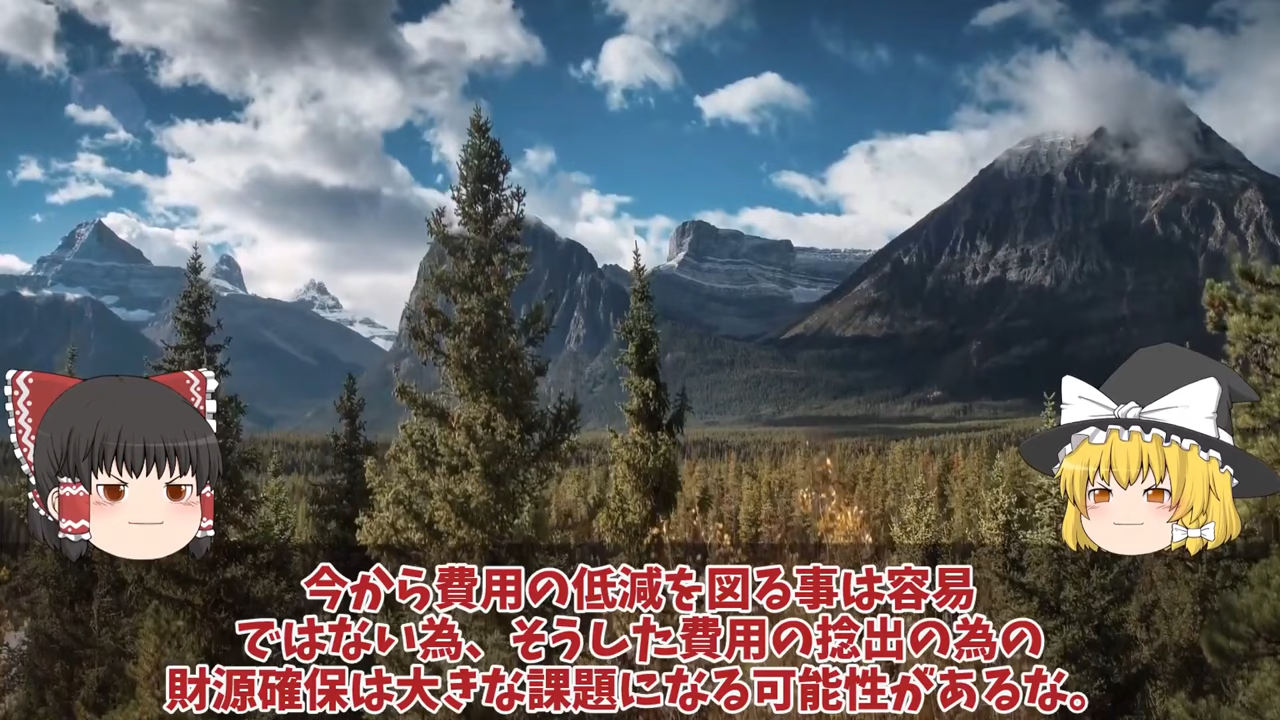 今から費用の低減を図る事は容易
ではない為、そうした費用の捻出の為の
財源確保は大きな課題になる可能性があるな。